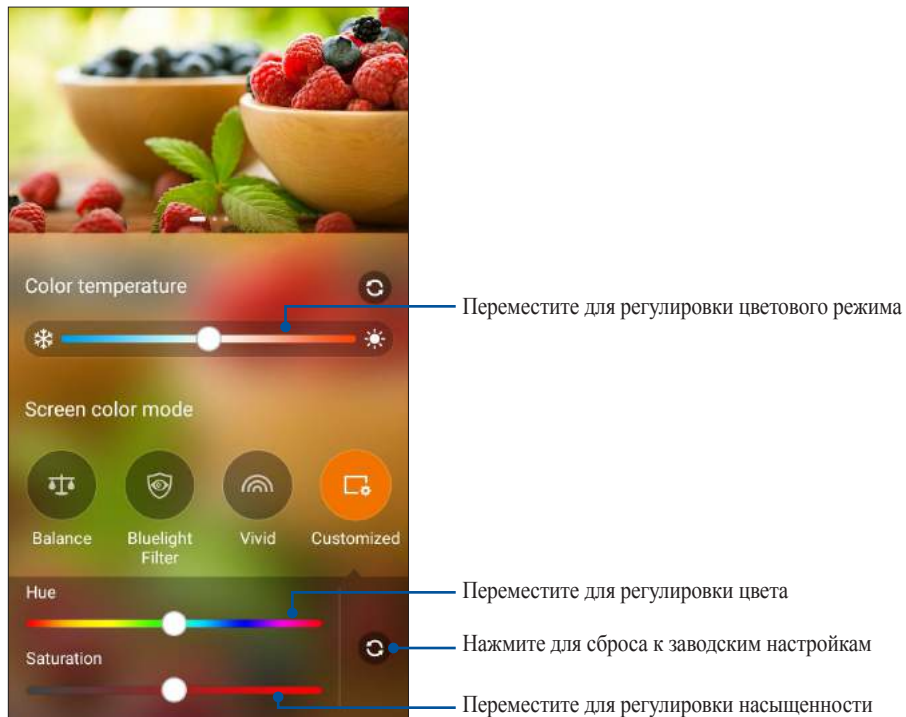 Color temperature
Переместите для регулировки цветового режима
Screen color mode
Balance
Bluelight
Filter
Vivid
Customized
Hue
Переместите для регулировки цвета
Нажмите для сброса к заводским настройкам
Saturation
Переместите для регулировки насыщенности